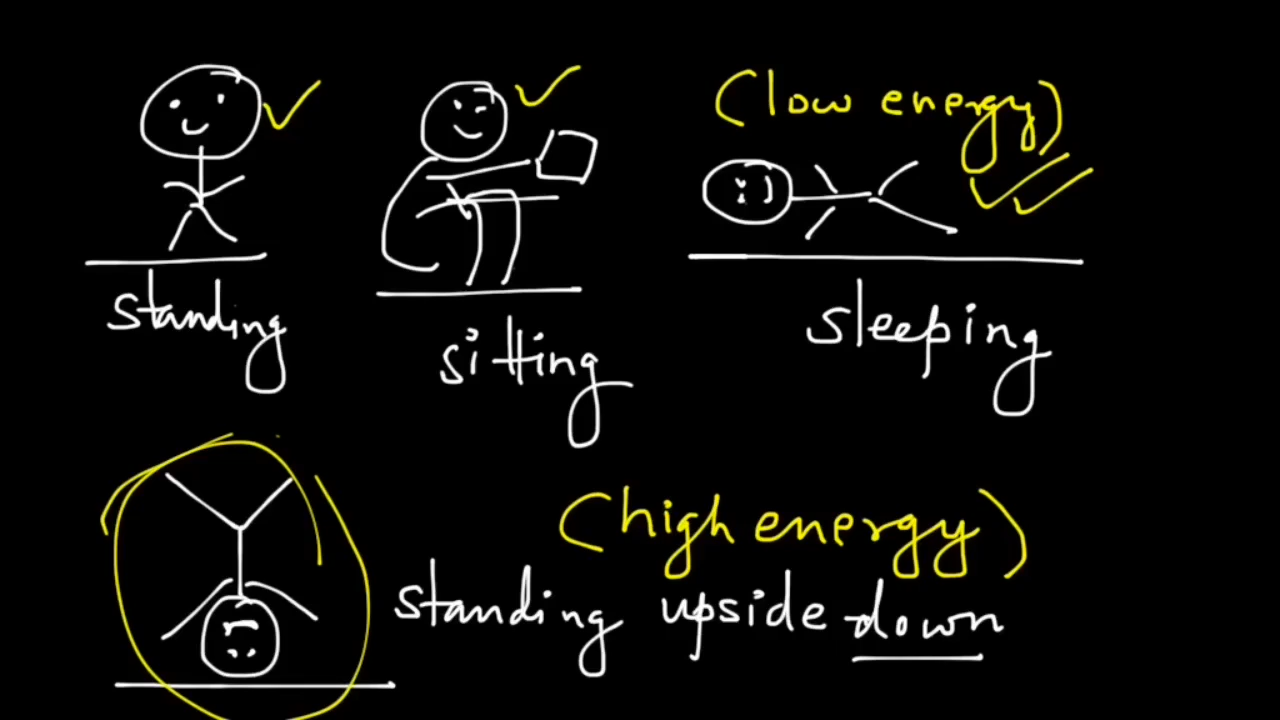 (low energy)
standing
sitting
sleeping
(high energy)
standing upside down